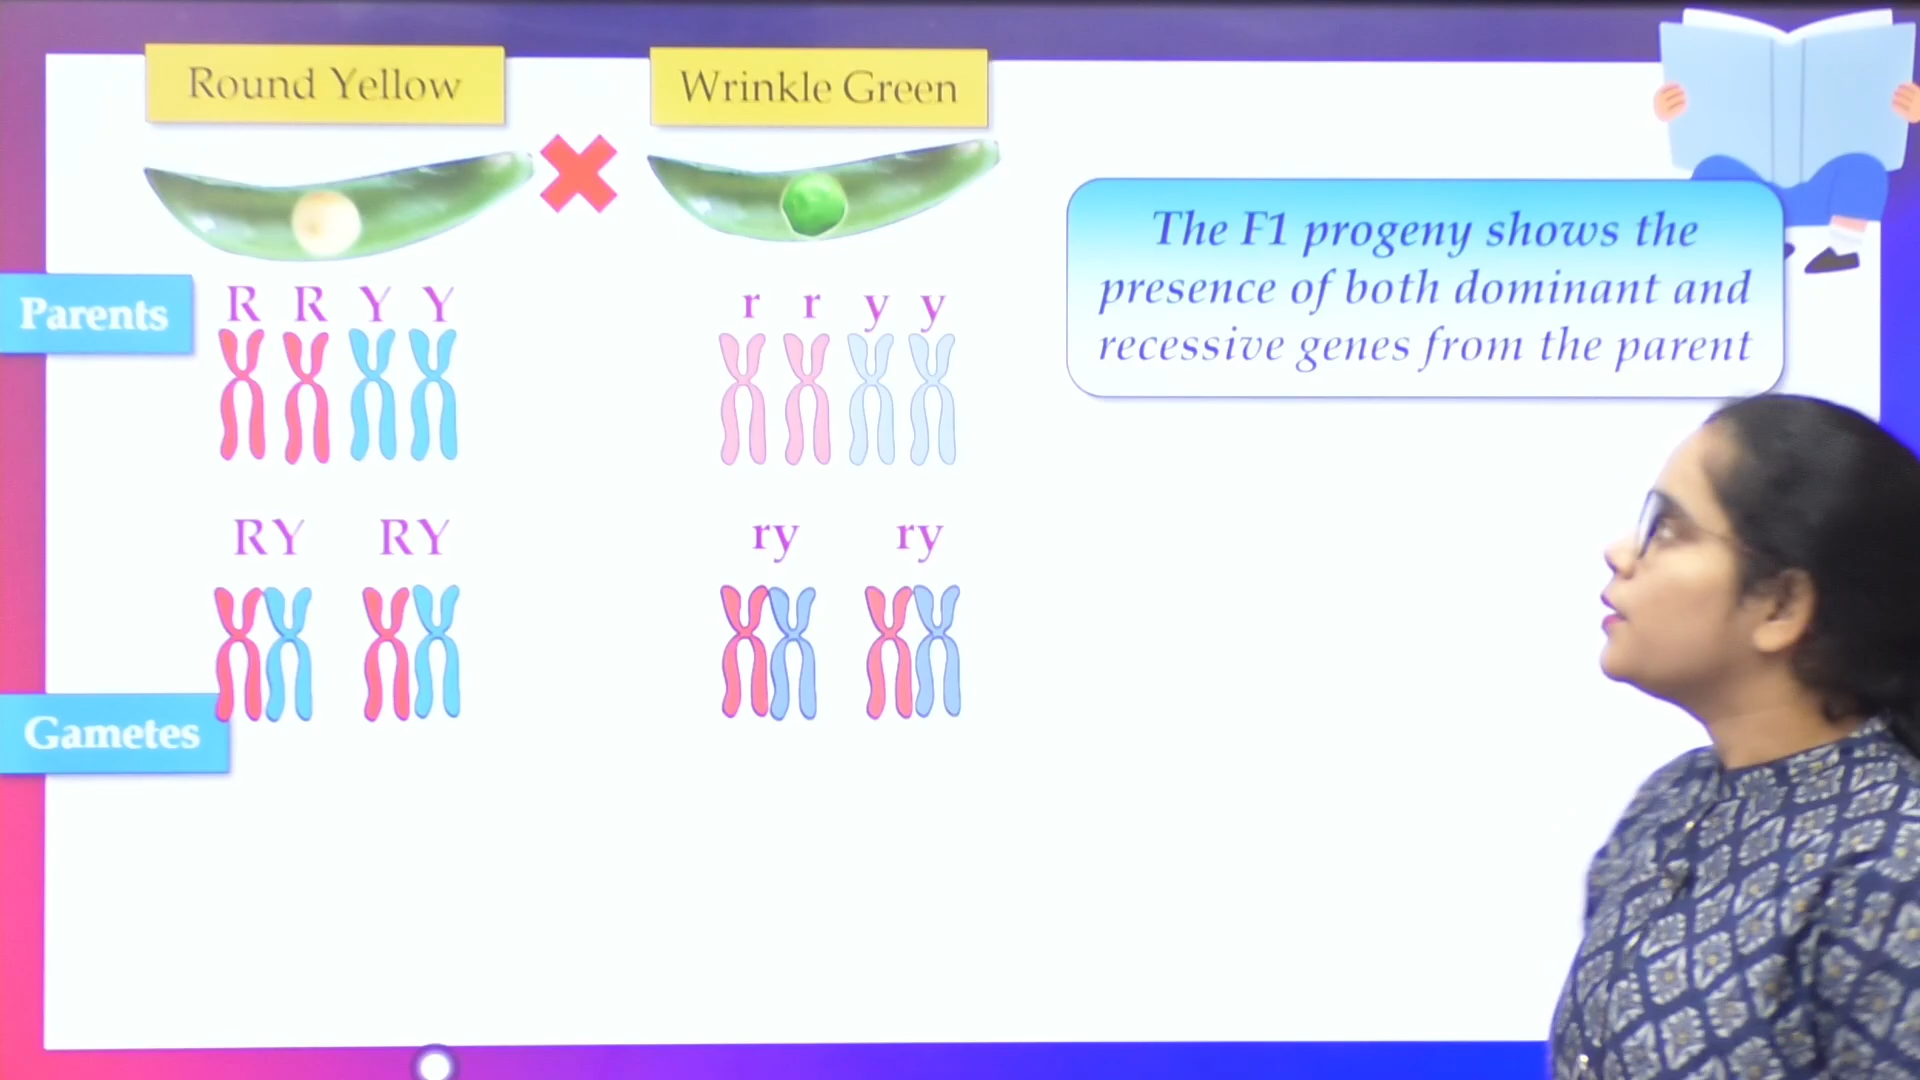 Round Yellow
Wrinkle Green
The F1 progeny shows the
presence of both dominant and
recessive genes from the parent
Parents
R R Y Y
r r y y
RY RY
ry ry
Gametes